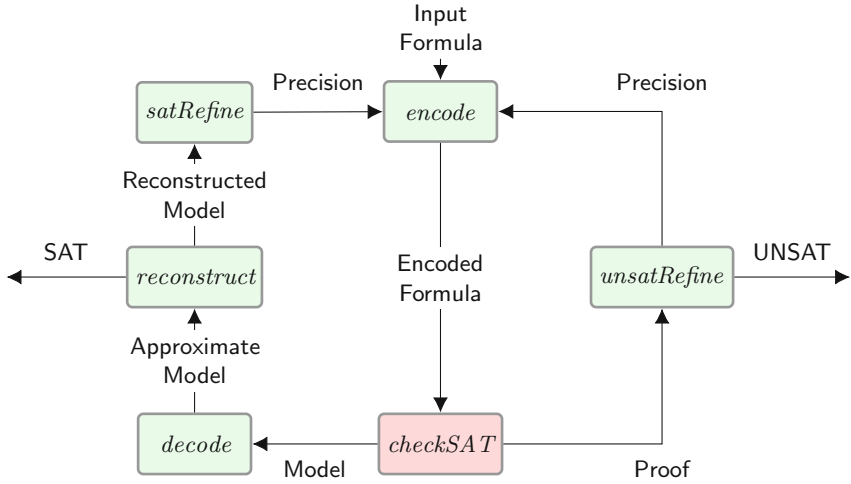 Input
Formula
Precision
Precision
satRefine
encode
Reconstructed
Model
SAT
reconstruct
Encoded
Formula
unsatRefine
UNSAT
Approximate
Model
decode
checkSAT
Model
Proof